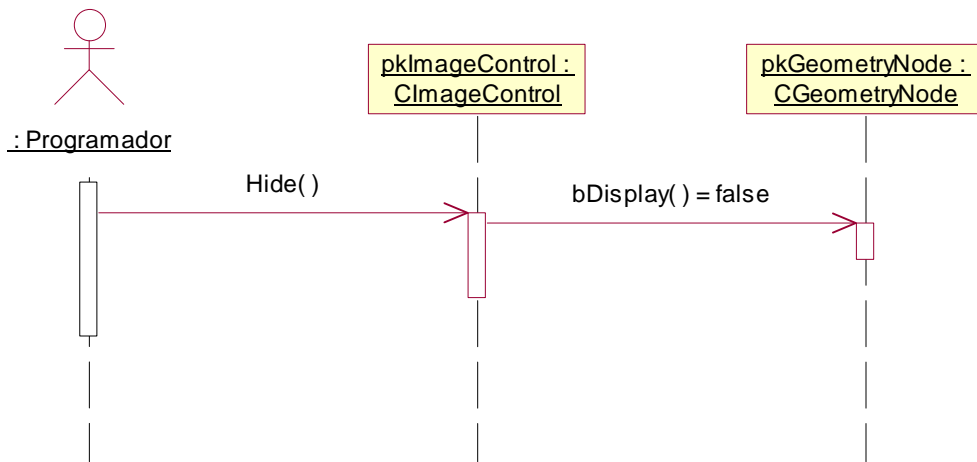 pkImageControl :
CImageControl
pkGeometryNode :
CGeometryNode
: Programador
Hide( )
bDisplay( ) = false